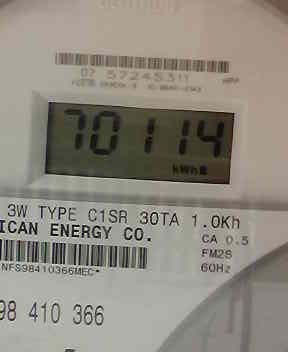 07 57245311
70114
kWh
3W TYPE C1SR 30TA 1.0Kh
ICAN ENERGY CO.
CA 0.5
FM2S
60Hz
NFS98410366MEC*
98 410 366